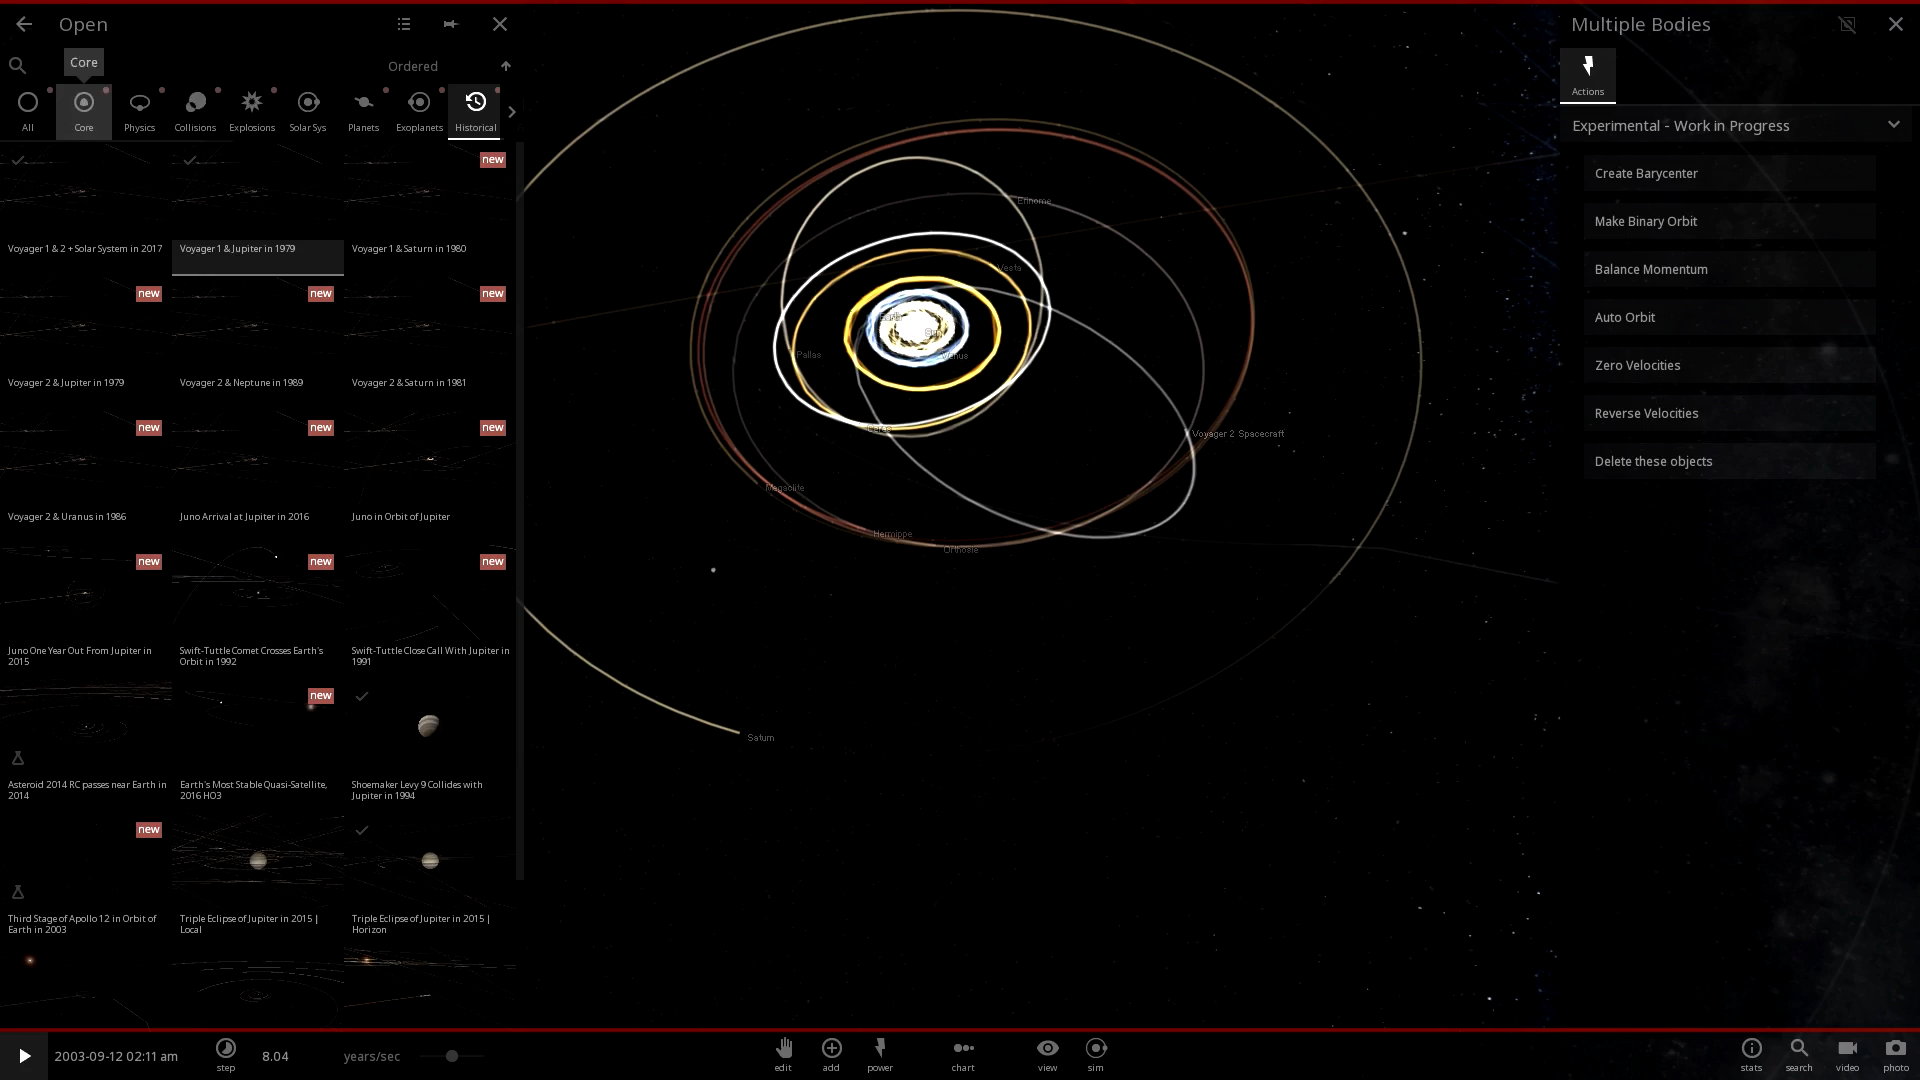 Open
Multiple Bodies
Core
Ordered
All
Core
Physics
Collisions
Explosions
Solar Sys
Planets
Exoplanets
Historical
Actions
Experimental - Work in Progress
Create Barycenter
Make Binary Orbit
Balance Momentum
Auto Orbit
Zero Velocities
Reverse Velocities
Delete these objects
new
Voyager 1 & 2 + Solar System in 2017
Voyager 1 & Jupiter in 1979
Voyager 1 & Saturn in 1980
new
new
new
Voyager 2 & Jupiter in 1979
Voyager 2 & Neptune in 1989
Voyager 2 & Saturn in 1981
new
new
new
Voyager 2 & Uranus in 1986
Juno Arrival at Jupiter in 2016
Juno in Orbit of Jupiter
new
new
new
Juno One Year Out From Jupiter in
2015
Swift-Tuttle Comet Crosses Earth's
Orbit in 1992
Swift-Tuttle Close Call With Jupiter in
1991
new
Asteroid 2014 RC passes near Earth in
2014
Earth's Most Stable Quasi-Satellite,
2016 HO3
Shoemaker Levy 9 Collides with
Jupiter in 1994
new
Third Stage of Apollo 12 in Orbit of
Earth in 2003
Triple Eclipse of Jupiter in 2015 |
Local
Triple Eclipse of Jupiter in 2015 |
Horizon
Erinome
Vesta
Earth
Sun
Venus
Pallas
Ceres
Voyager 2 Spacecraft
Megaclite
Hermippe
Orthosie
Saturn
2003-09-12 02:11 am
step
8.04
years/sec
edit
add
power
chart
view
sim
stats
search
video
photo